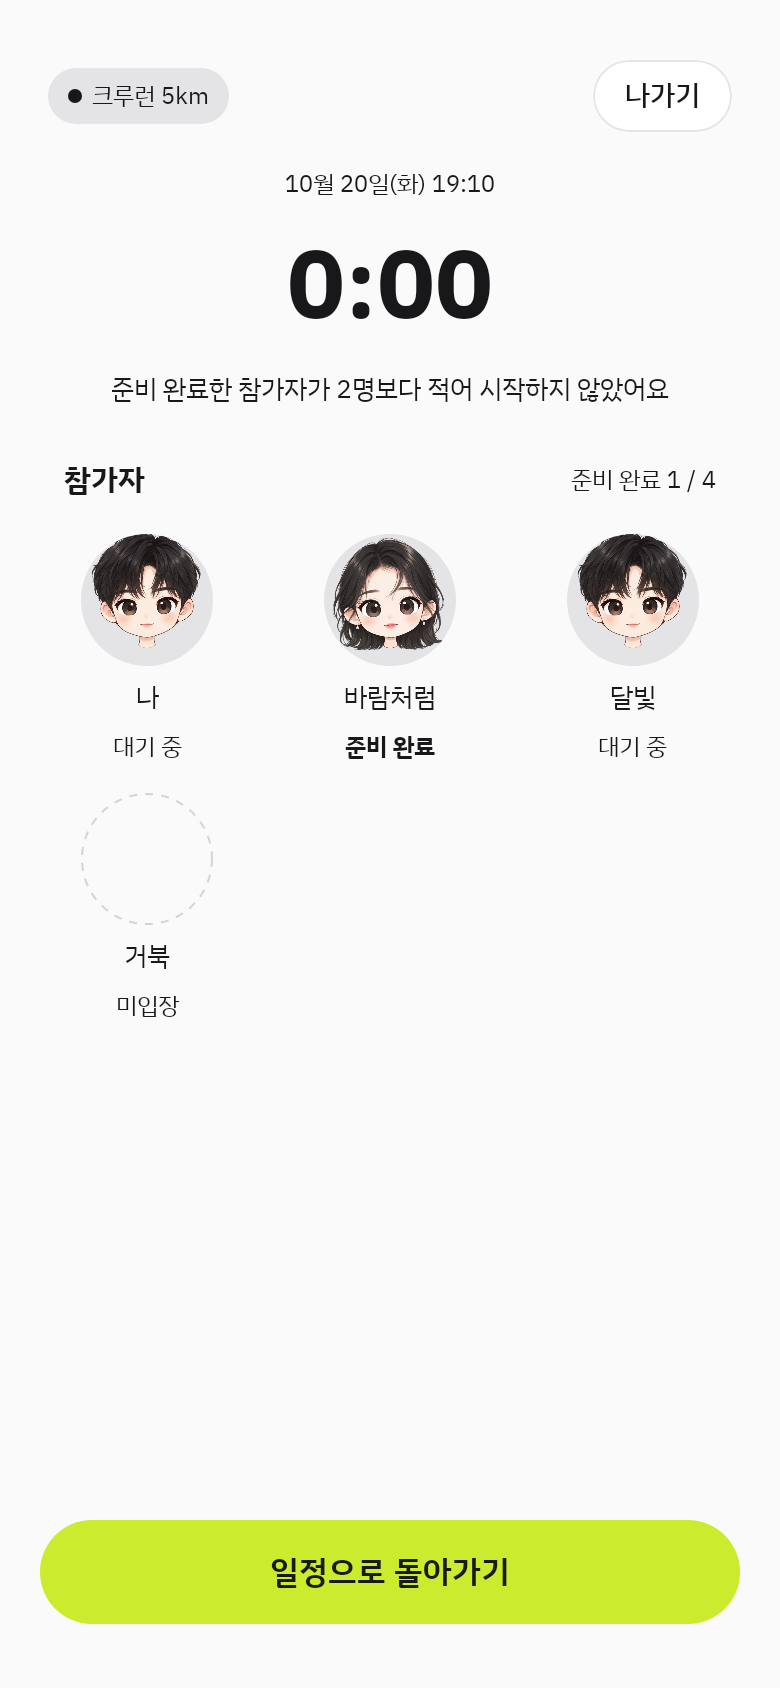 크루런 5km
나가기
10월 20일(화) 19:10
0:00
준비 완료한 참가자가 2명보다 적어 시작하지 않았어요
참가자
준비 완료 1 / 4
나
바람처럼
달빛
대기 중
준비 완료
대기 중
거북
미입장
일정으로 돌아가기